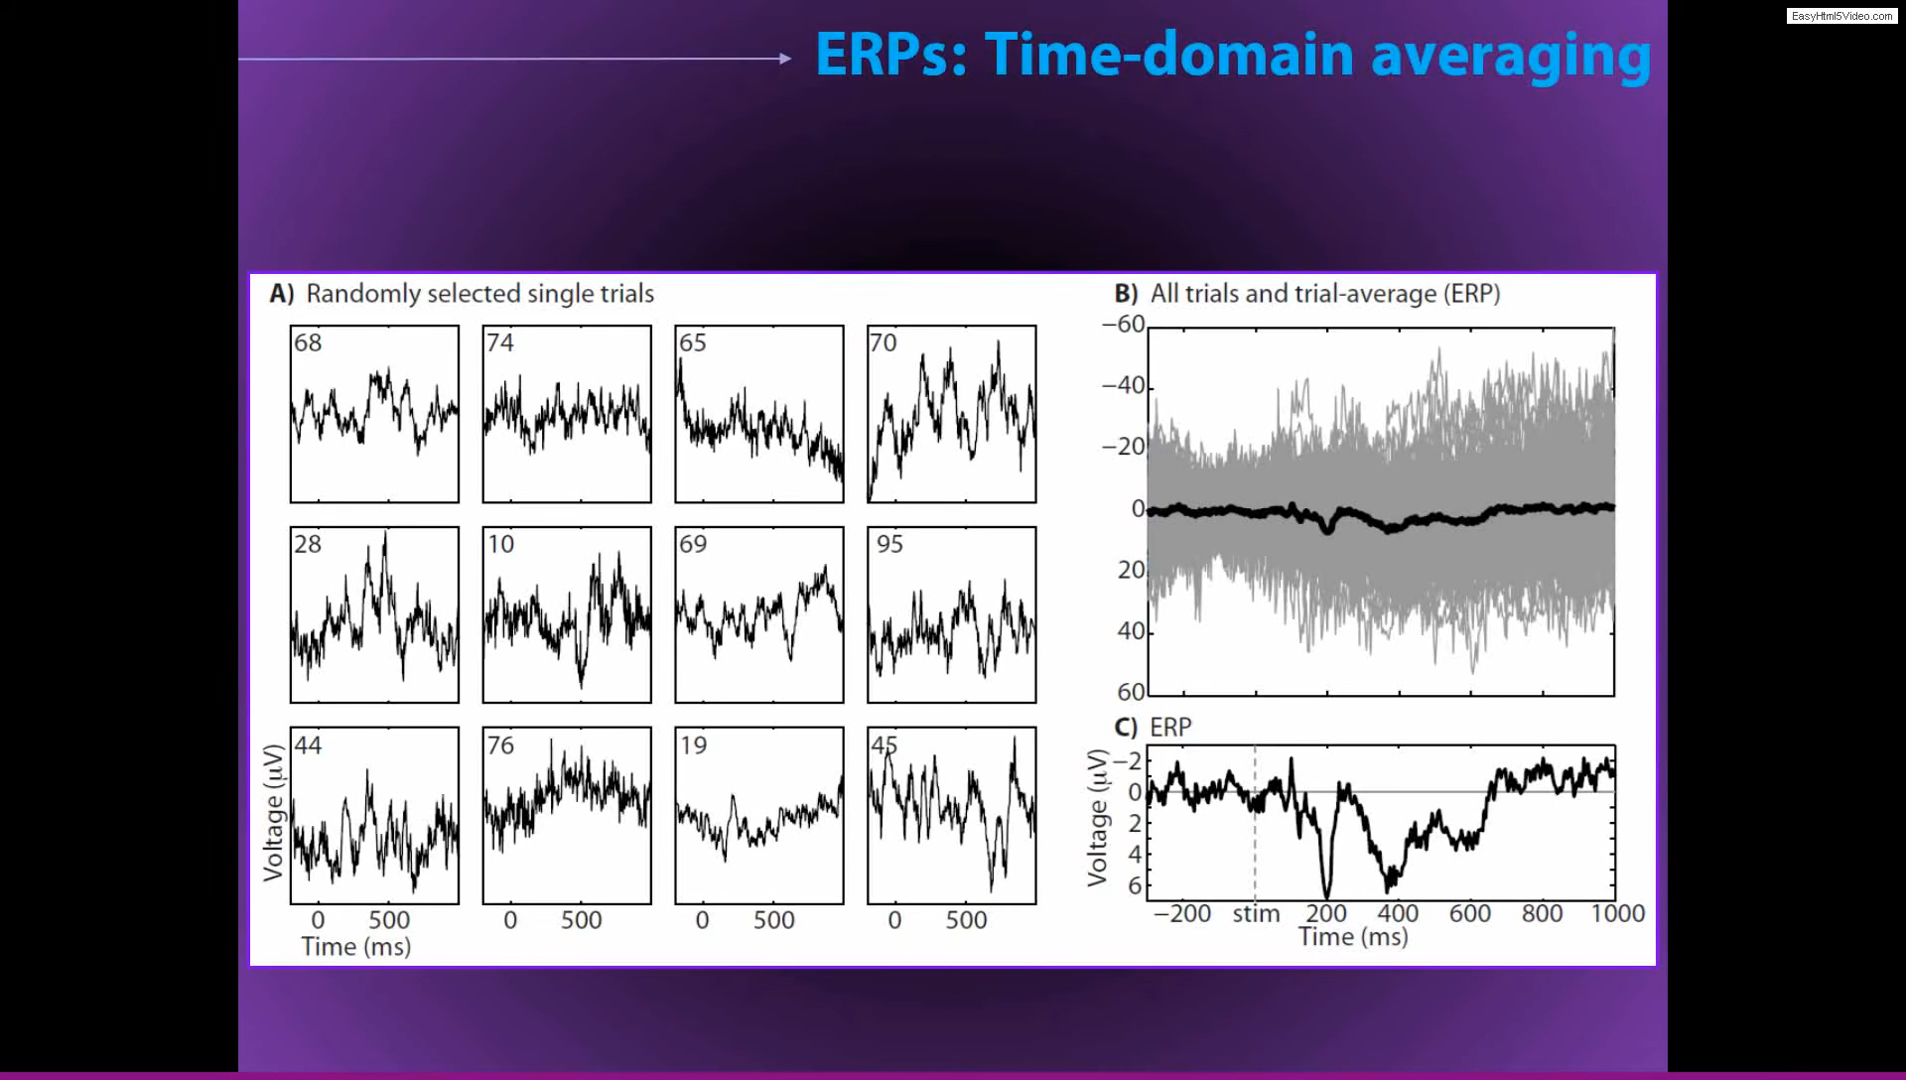 EasyHtml5Video.com
ERPs: Time-domain averaging
A) Randomly selected single trials
68
74
65
70
28
10
69
95
44
76
19
45
Voltage (μV)
0 500
0 500
0 500
0 500
Time (ms)
B) All trials and trial-average (ERP)
−60
−40
−20
0
20
40
60
C) ERP
Voltage (μV)
−2
0
2
4
6
−200 stim 200 400 600 800 1000
Time (ms)